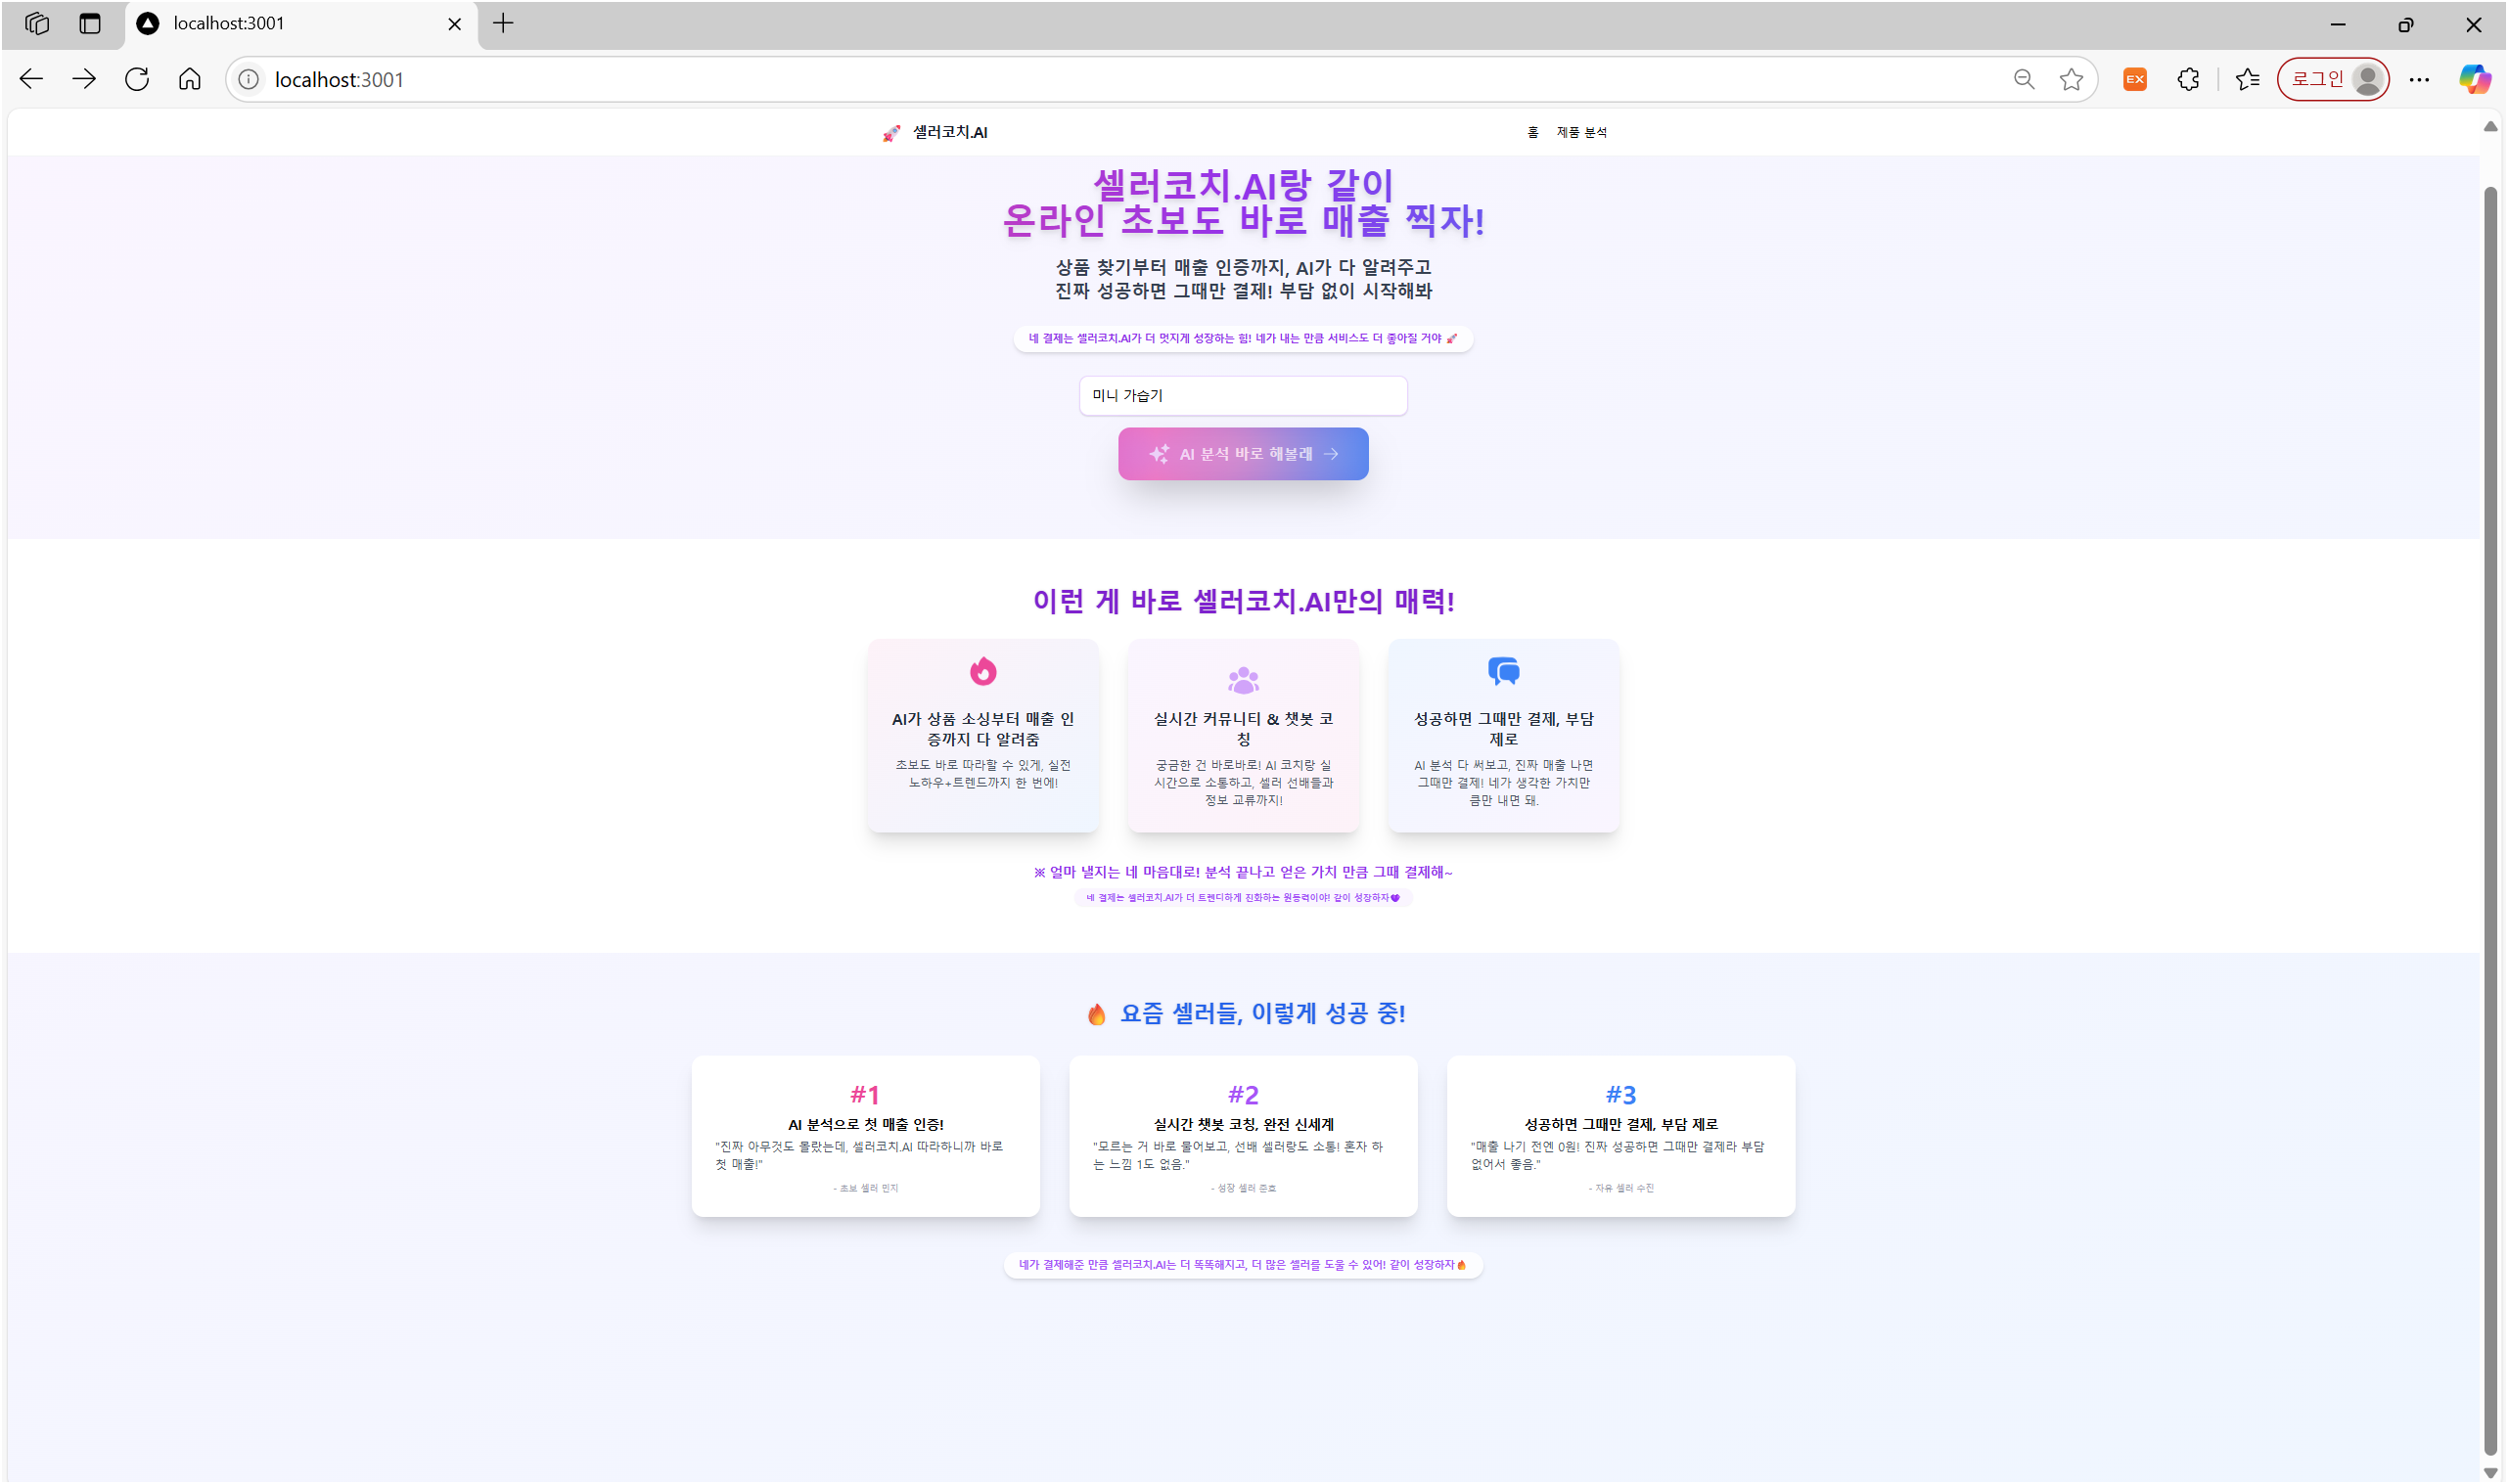 localhost:3001
localhost:3001
EX
로그인
셀러코치.AI
홈 제품 분석
셀러코치.AI랑 같이
온라인 초보도 바로 매출 찍자!
상품 찾기부터 매출 인증까지, AI가 다 알려주고
진짜 성공하면 그때만 결제! 부담 없이 시작해봐
네 결제는 셀러코치.AI가 더 멋지게 성장하는 힘! 네가 내는 만큼 서비스도 더 좋아질 거야 🚀
미니 가습기
AI 분석 바로 해볼래 →
이런 게 바로 셀러코치.AI만의 매력!
AI가 상품 소싱부터 매출 인
증까지 다 알려줌
초보도 바로 따라할 수 있게, 실전
노하우+트렌드까지 한 번에!
실시간 커뮤니티 & 챗봇 코
칭
궁금한 건 바로바로! AI 코치랑 실
시간으로 소통하고, 셀러 선배들과
정보 교류까지!
성공하면 그때만 결제, 부담
제로
AI 분석 다 써보고, 진짜 매출 나면
그때만 결제! 네가 생각한 가치만
큼만 내면 돼.
※ 얼마 낼지는 네 마음대로! 분석 끝나고 얻은 가치 만큼 그때 결제해~
네 결제는 셀러코치.AI가 더 트렌디하게 진화하는 원동력이야! 같이 성장하자💜
🔥 요즘 셀러들, 이렇게 성공 중!
#1
AI 분석으로 첫 매출 인증!
"진짜 아무것도 몰랐는데, 셀러코치.AI 따라하니까 바로
첫 매출!"
- 초보 셀러 민지
#2
실시간 챗봇 코칭, 완전 신세계
"모르는 거 바로 물어보고, 선배 셀러랑도 소통! 혼자 하
는 느낌 1도 없음."
- 성장 셀러 준호
#3
성공하면 그때만 결제, 부담 제로
"매출 나기 전엔 0원! 진짜 성공하면 그때만 결제라 부담
없어서 좋음."
- 자유 셀러 수진
네가 결제해준 만큼 셀러코치.AI는 더 똑똑해지고, 더 많은 셀러를 도울 수 있어! 같이 성장하자🔥